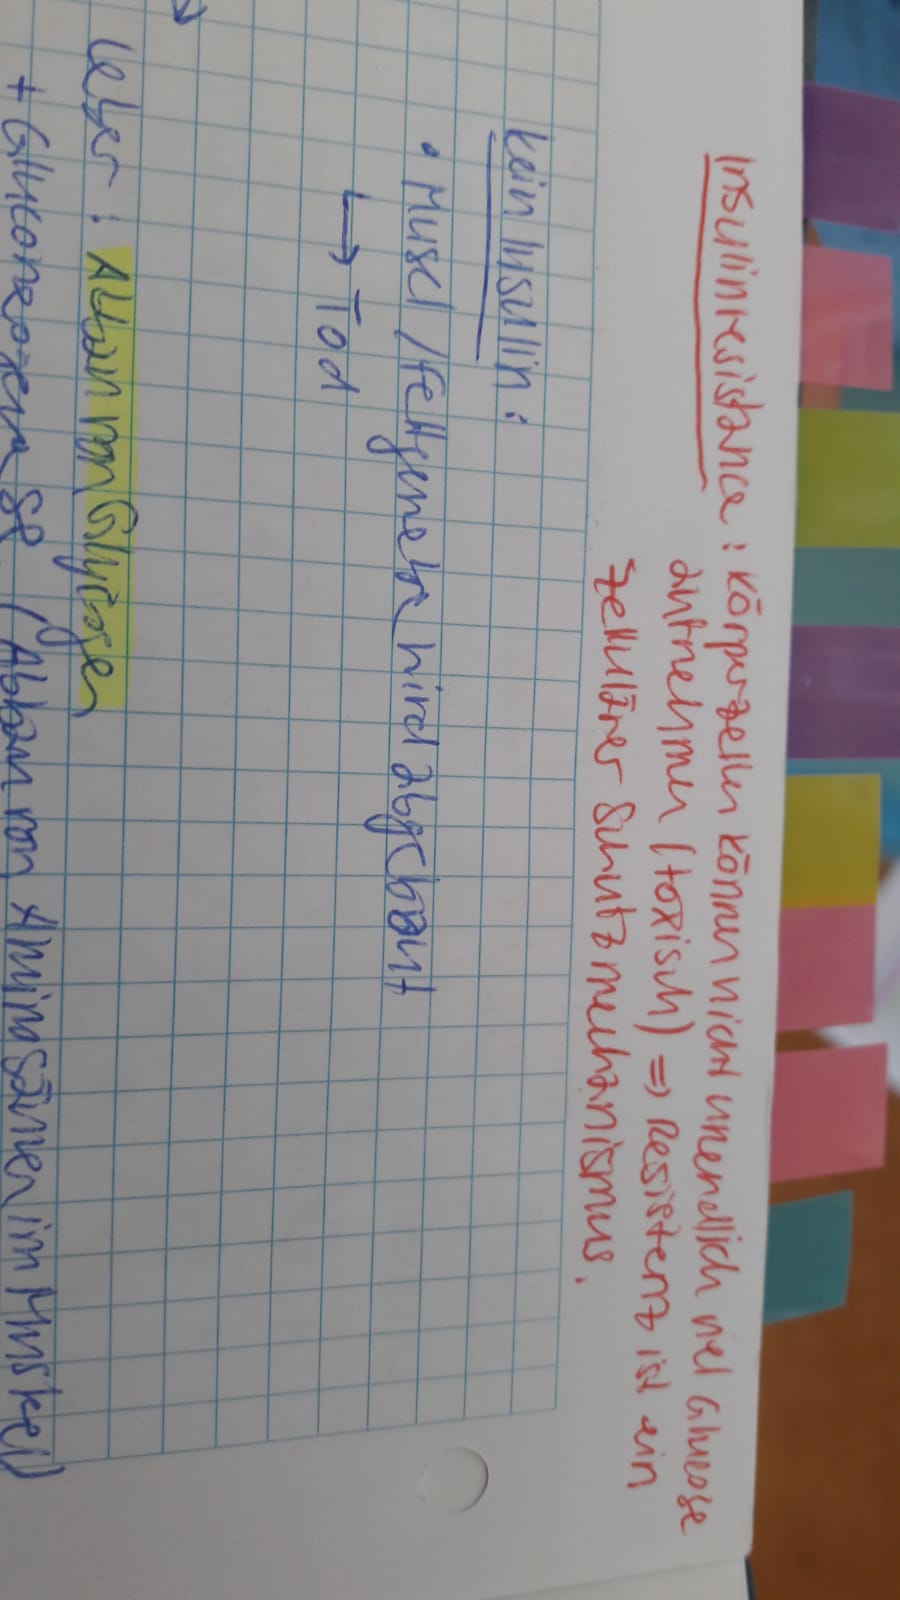 Insulinresistance: Körperzellen können nicht unendlich viel Glucose
aufnehmen (toxisch) => Resistenz ist ein
zellulärer Schutzmechanismus.
kein Insulin:
• Muskel/Fettgewebe wird abgebaut
↳ Tod
→
Leber: Abbau von Glycogen
+ Gluconeogenese (Abbau von Aminosäuren im Muskel)